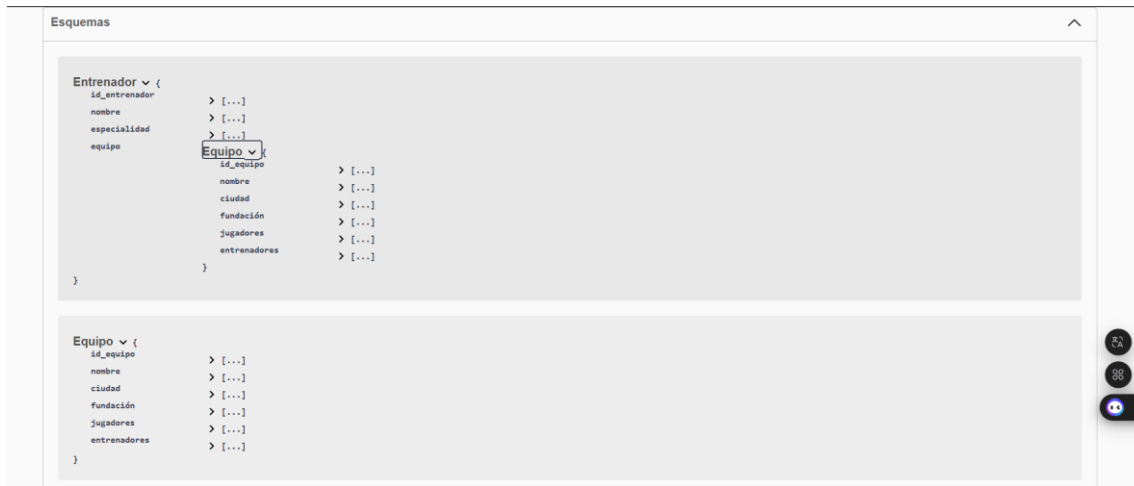 Esquemas
Entrenador {
id_entrenador > [...]
nombre > [...]
especialidad > [...]
equipo Equipo {
id_equipo > [...]
nombre > [...]
ciudad > [...]
fundación > [...]
jugadores > [...]
entrenadores > [...]
}
}
Equipo {
id_equipo > [...]
nombre > [...]
ciudad > [...]
fundación > [...]
jugadores > [...]
entrenadores > [...]
}